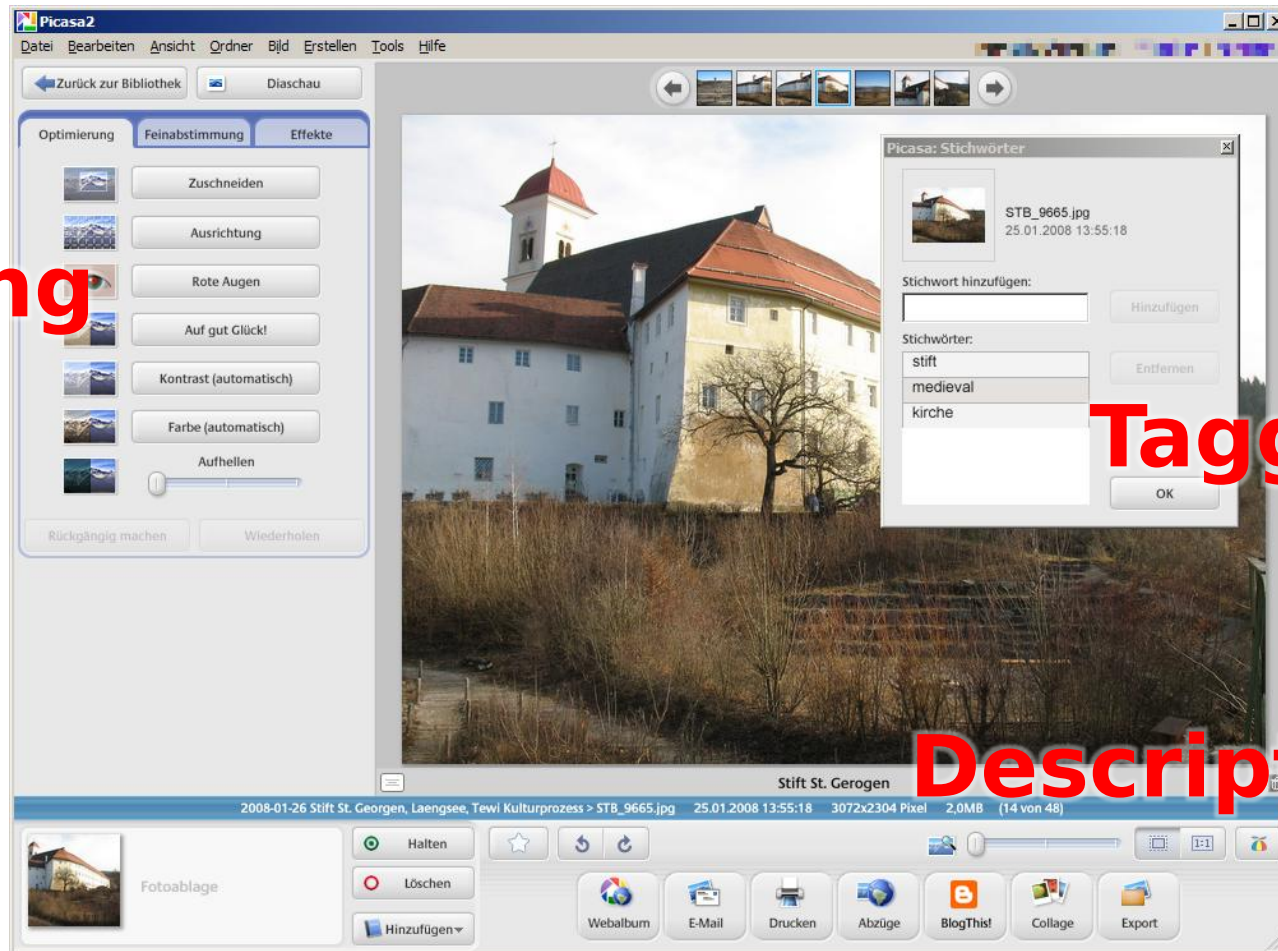 Picasa2
Datei Bearbeiten Ansicht Ordner Bild Erstellen Tools Hilfe
Zurück zur Bibliothek
Diaschau
Optimierung Feinabstimmung Effekte
Zuschneiden
Ausrichtung
ng
Rote Augen
Auf gut Glück!
Kontrast (automatisch)
Farbe (automatisch)
Aufhellen
Rückgängig machen Wiederholen
Picasa: Stichwörter
STB_9665.jpg
25.01.2008 13:55:18
Stichwort hinzufügen:
Hinzufügen
Stichwörter:
stift
Entfernen
medieval
kirche
Tagg
OK
Descript
Stift St. Gerogen
2008-01-26 Stift St. Georgen, Laengsee, Tewi Kulturprozess > STB_9665.jpg 25.01.2008 13:55:18 3072x2304 Pixel 2,0MB (14 von 48)
Fotoablage
Halten
Löschen
Hinzufügen
1:1
Webalbum E-Mail Drucken Abzüge BlogThis! Collage Export